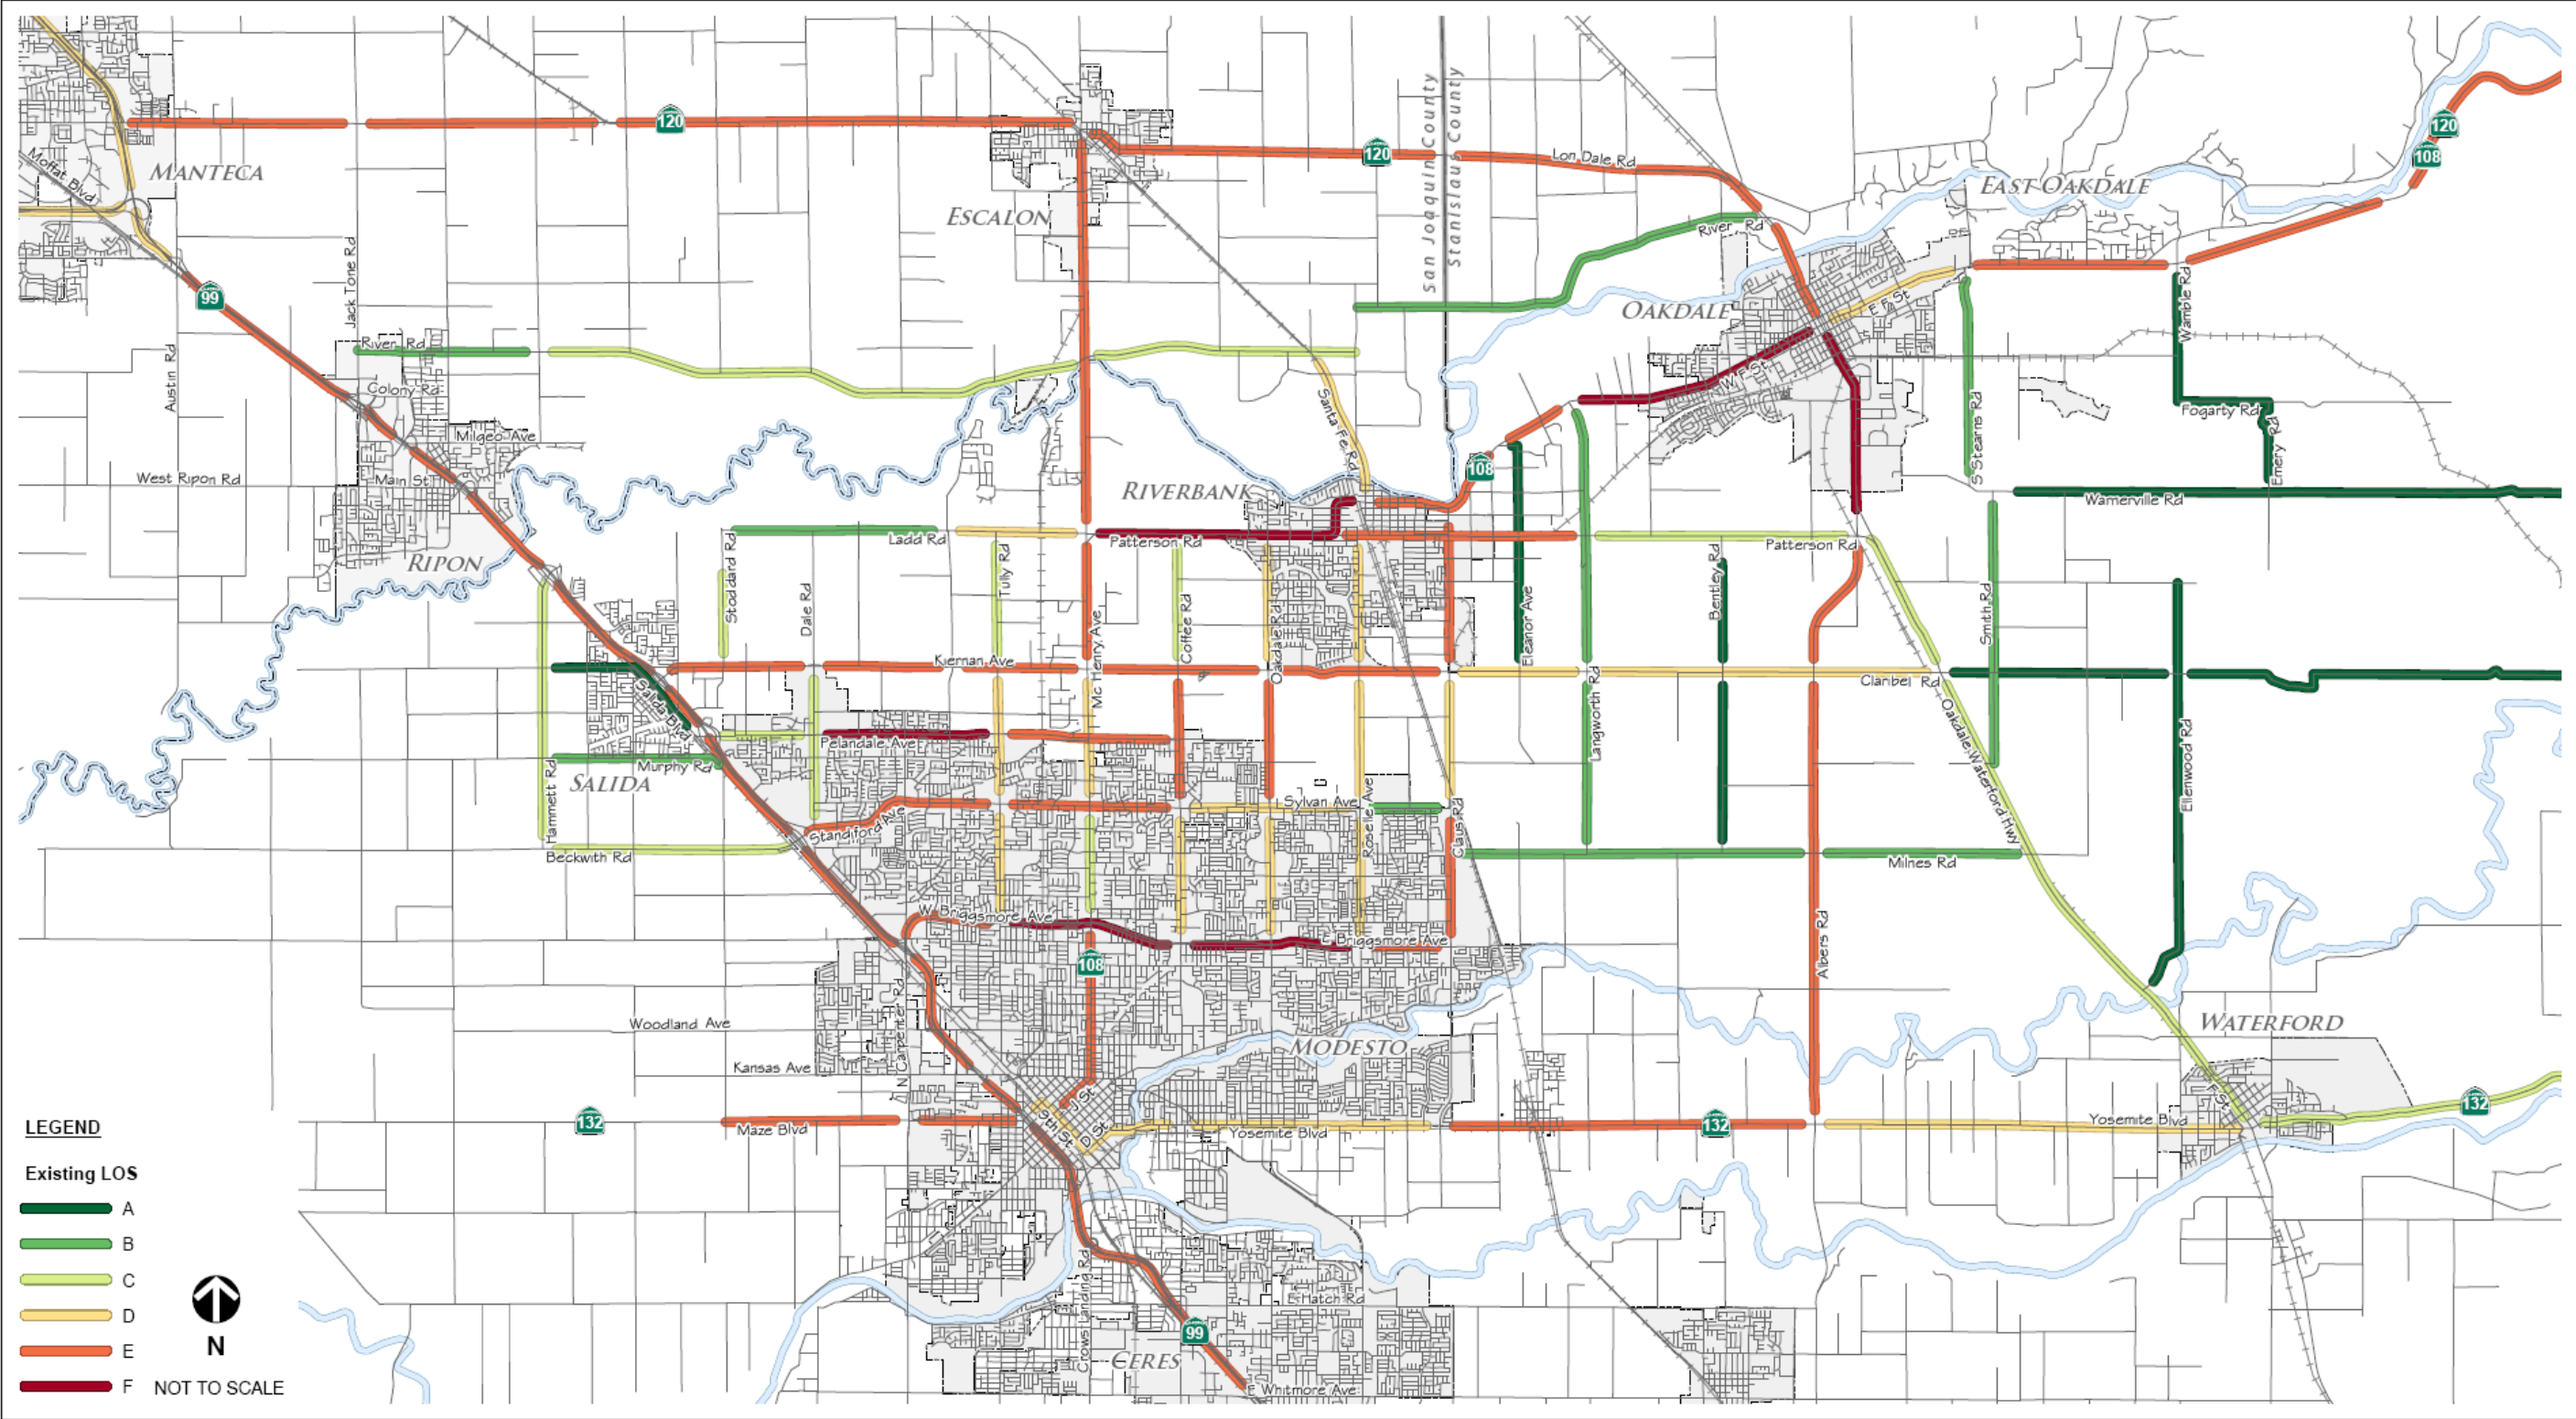 120
120
120
108
Lon Dale Rd
San Joaquin County
Stanislaus County
MANTECA
Moffat Blvd
EAST OAKDALE
ESCALON
River Rd
99
Jack Tone Rd
OAKDALE
E F St
Wamble Rd
River Rd
Austin Rd
Colony Rd
W F St
Santa Fe Rd
Fogarty Rd
Emery Rd
S Stearns Rd
Milgeo Ave
West Ripon Rd
Main St
108
RIVERBANK
Warnerville Rd
RIPON
Ladd Rd
Patterson Rd
Patterson Rd
Stoddard Rd
Dale Rd
Tully Rd
Mc Henry Ave
Coffee Rd
Oakdale Rd
Eleanor Ave
Bentley Rd
Smith Rd
Kiernan Ave
Claribel Rd
Salida Blvd
Langworth Rd
Oakdale Waterford Hwy
Ellenwood Rd
Pelandale Ave
Murphy Rd
SALIDA
Hammett Rd
Sylvan Ave
Roselle Ave
Claus Rd
Standiford Ave
Beckwith Rd
Milnes Rd
W Briggsmore Ave
E Briggsmore Ave
Albers Rd
108
N Carpenter Rd
Woodland Ave
MODESTO
WATERFORD
Kansas Ave
F St
J St
9th St
D St
132
Maze Blvd
Yosemite Blvd
132
Yosemite Blvd
132
LEGEND
Existing LOS
A
B
C
D
E
F
N
NOT TO SCALE
Crows Landing Rd
E Hatch Rd
99
CERES
E Whitmore Ave